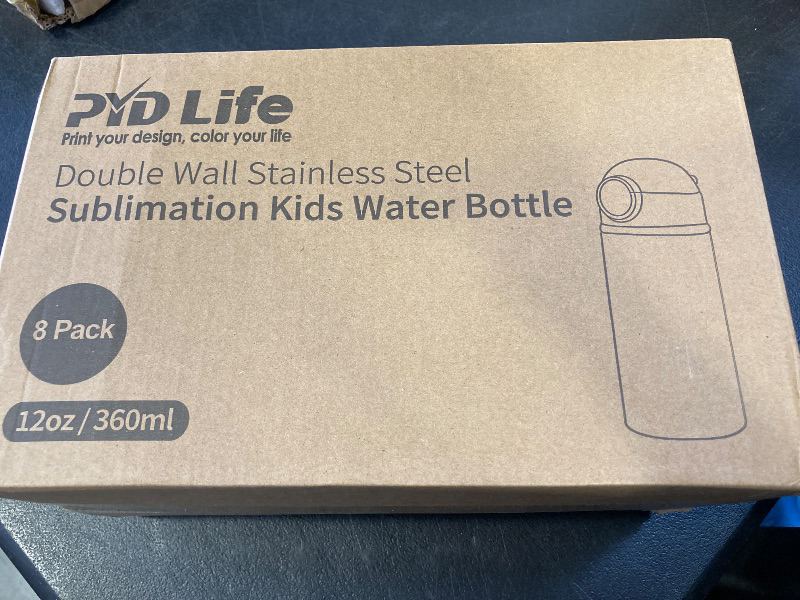 PYD Life
Print your design, color your life
Double Wall Stainless Steel
Sublimation Kids Water Bottle
8 Pack
12oz / 360ml